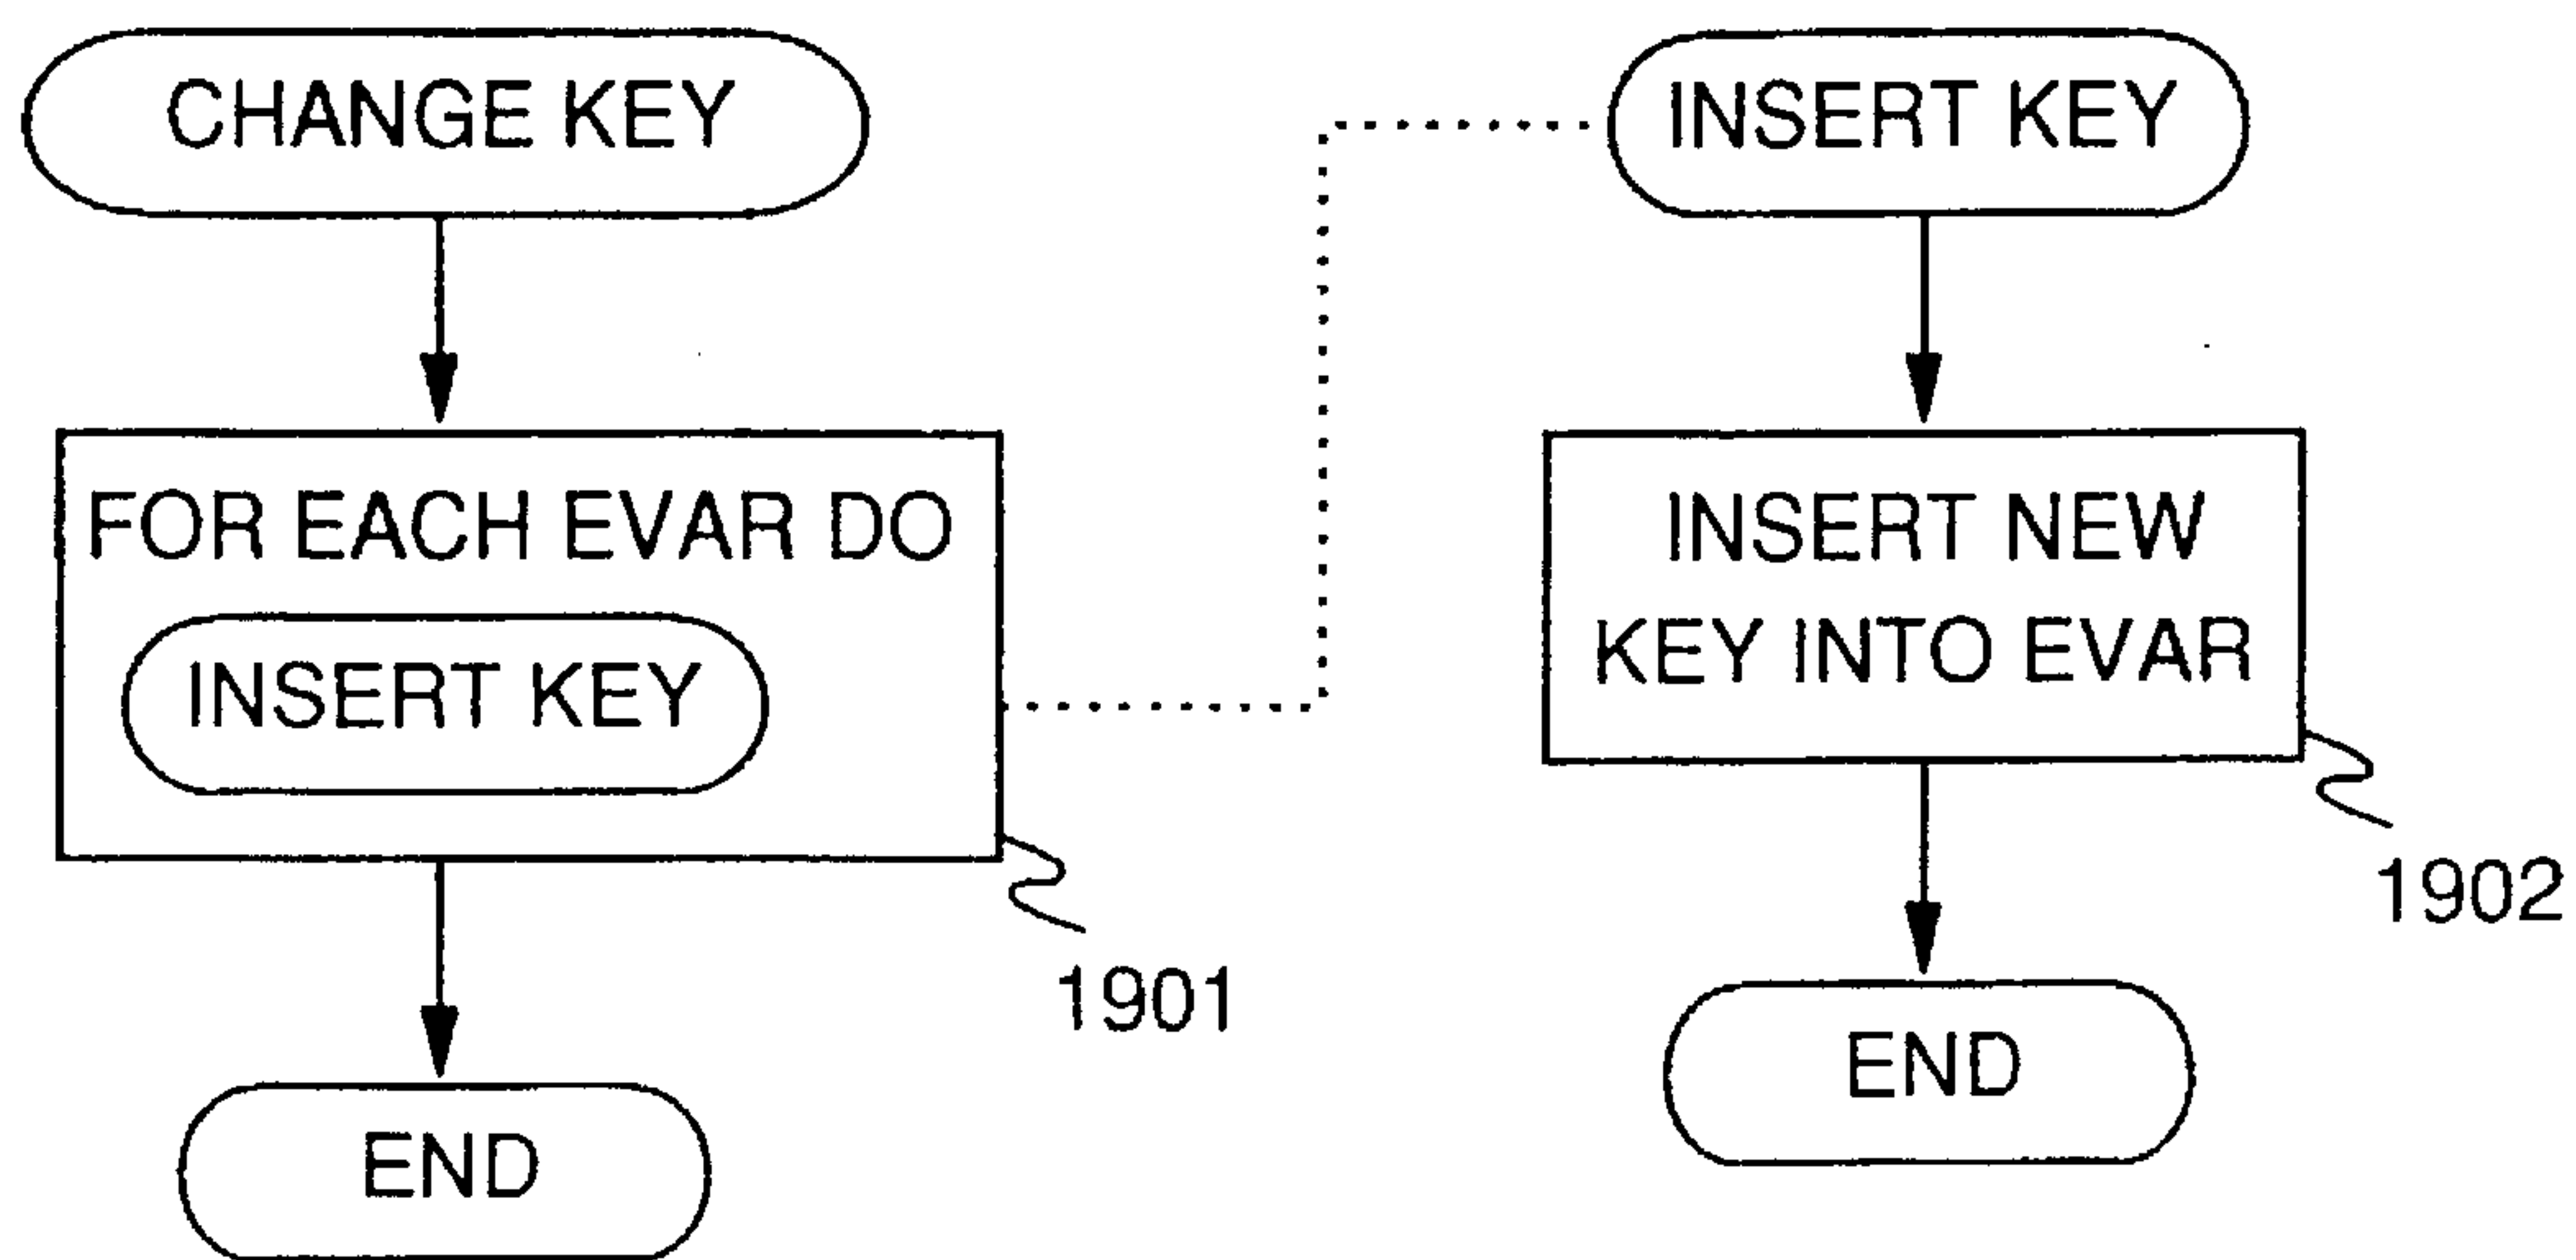 CHANGE KEY
FOR EACH EVAR DO
INSERT KEY
1901
END
INSERT KEY
INSERT NEW
KEY INTO EVAR
1902
END